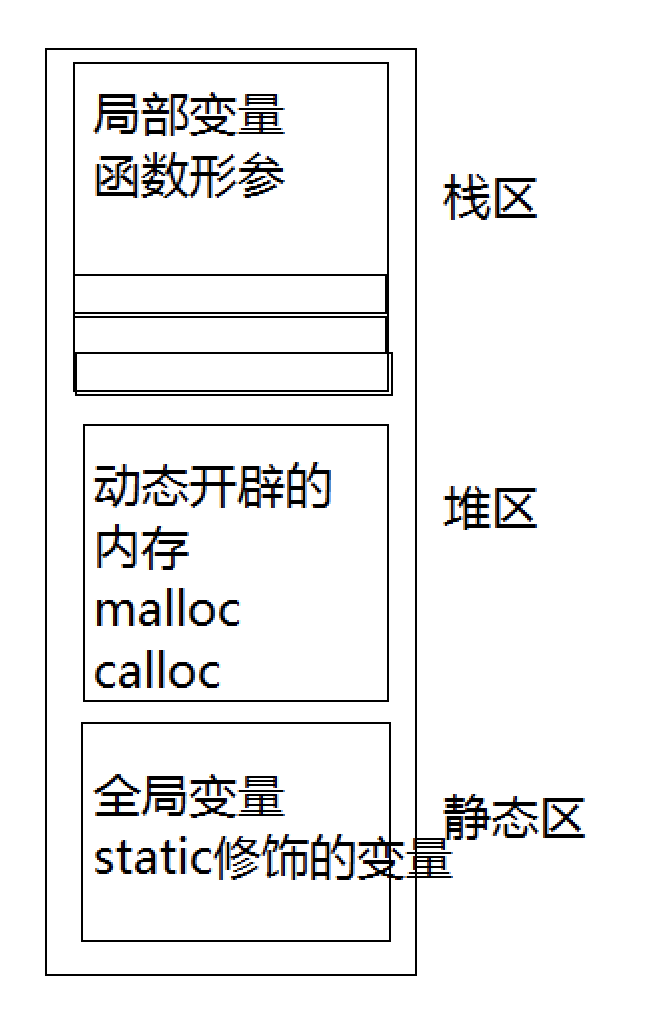 局部变量
函数形参
栈区
动态开辟的
内存
malloc
calloc
堆区
全局变量
static修饰的变量
静态区